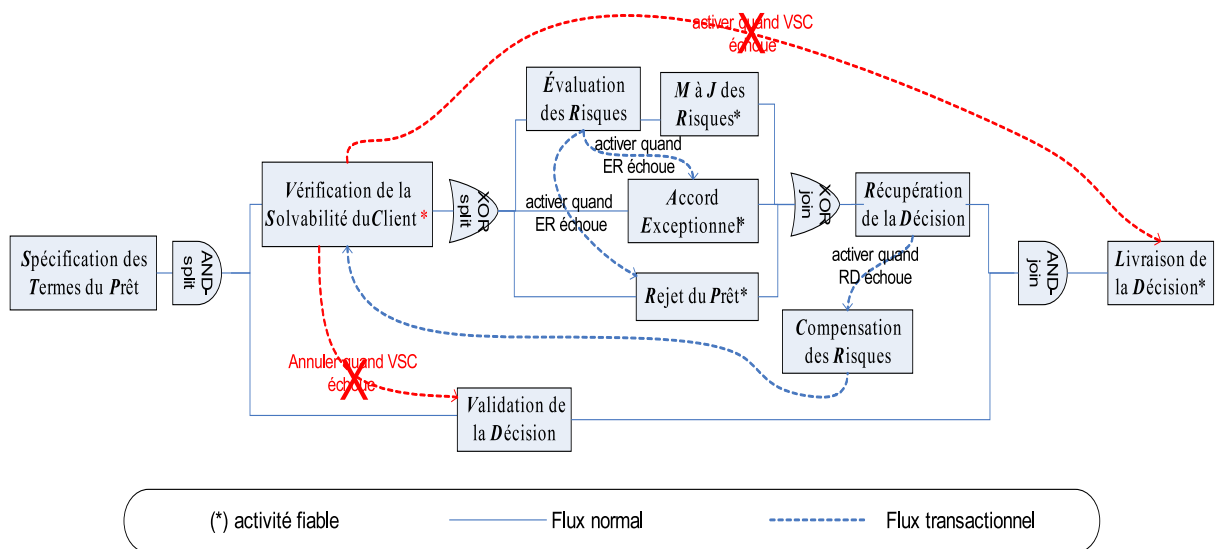 activer quand VSC
échoue
Évaluation
des Risques
M à J des
Risques*
activer quand
ER échoue
Vérification de la
Solvabilité duClient*
XOR
split
activer quand
ER échoue
Accord
Exceptionnel*
XOR
join
Récupération
de la Décision
Spécification des
Termes du Prêt
AND-
split
activer quand
RD échoue
AND-
join
Livraison de
la Décision*
Rejet du Prêt*
Compensation
des Risques
Annuler quand VSC
échoue
Validation de
la Décision
(*) activité fiable
Flux normal
Flux transactionnel